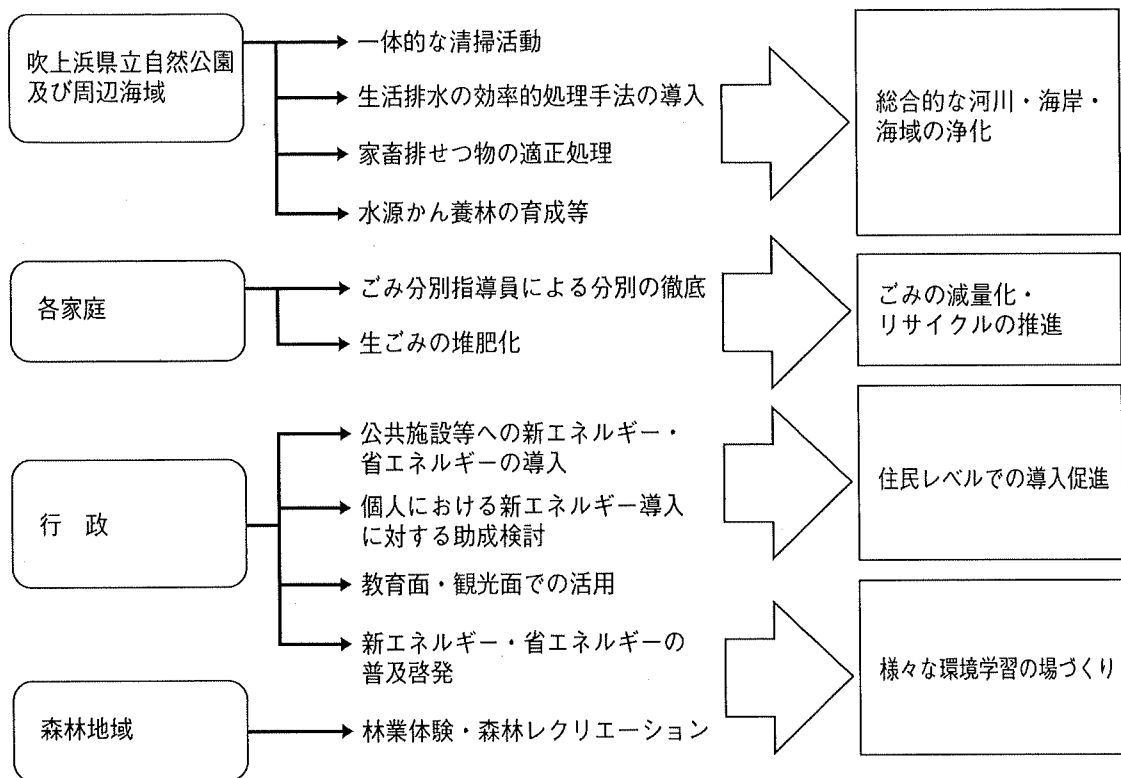 吹上浜県立自然公園
及び周辺海域
一体的な清掃活動
生活排水の効率的処理手法の導入
家畜排せつ物の適正処理
水源かん養林の育成等
総合的な河川・海岸・
海域の浄化
各家庭
ごみ分別指導員による分別の徹底
生ごみの堆肥化
ごみの減量化・
リサイクルの推進
行　政
公共施設等への新エネルギー・
省エネルギーの導入
個人における新エネルギー導入
に対する助成検討
教育面・観光面での活用
新エネルギー・省エネルギーの
普及啓発
住民レベルでの導入促進
森林地域
林業体験・森林レクリエーション
様々な環境学習の場づくり